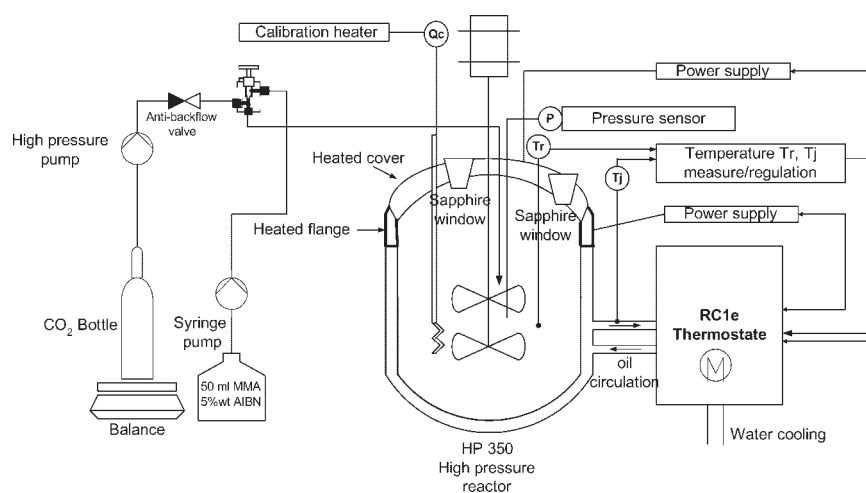 Calibration heater
Qc
Power supply
Anti-backflow
valve
P
Pressure sensor
High pressure
pump
Heated cover
Tr
Temperature Tr, Tj
measure/regulation
Tj
Sapphire
window
Sapphire
window
Heated flange
Power supply
CO2 Bottle
Syringe
pump
RC1e
Thermostate
M
oil
circulation
50 ml MMA
5%wt AIBN
Balance
Water cooling
HP 350
High pressure
reactor